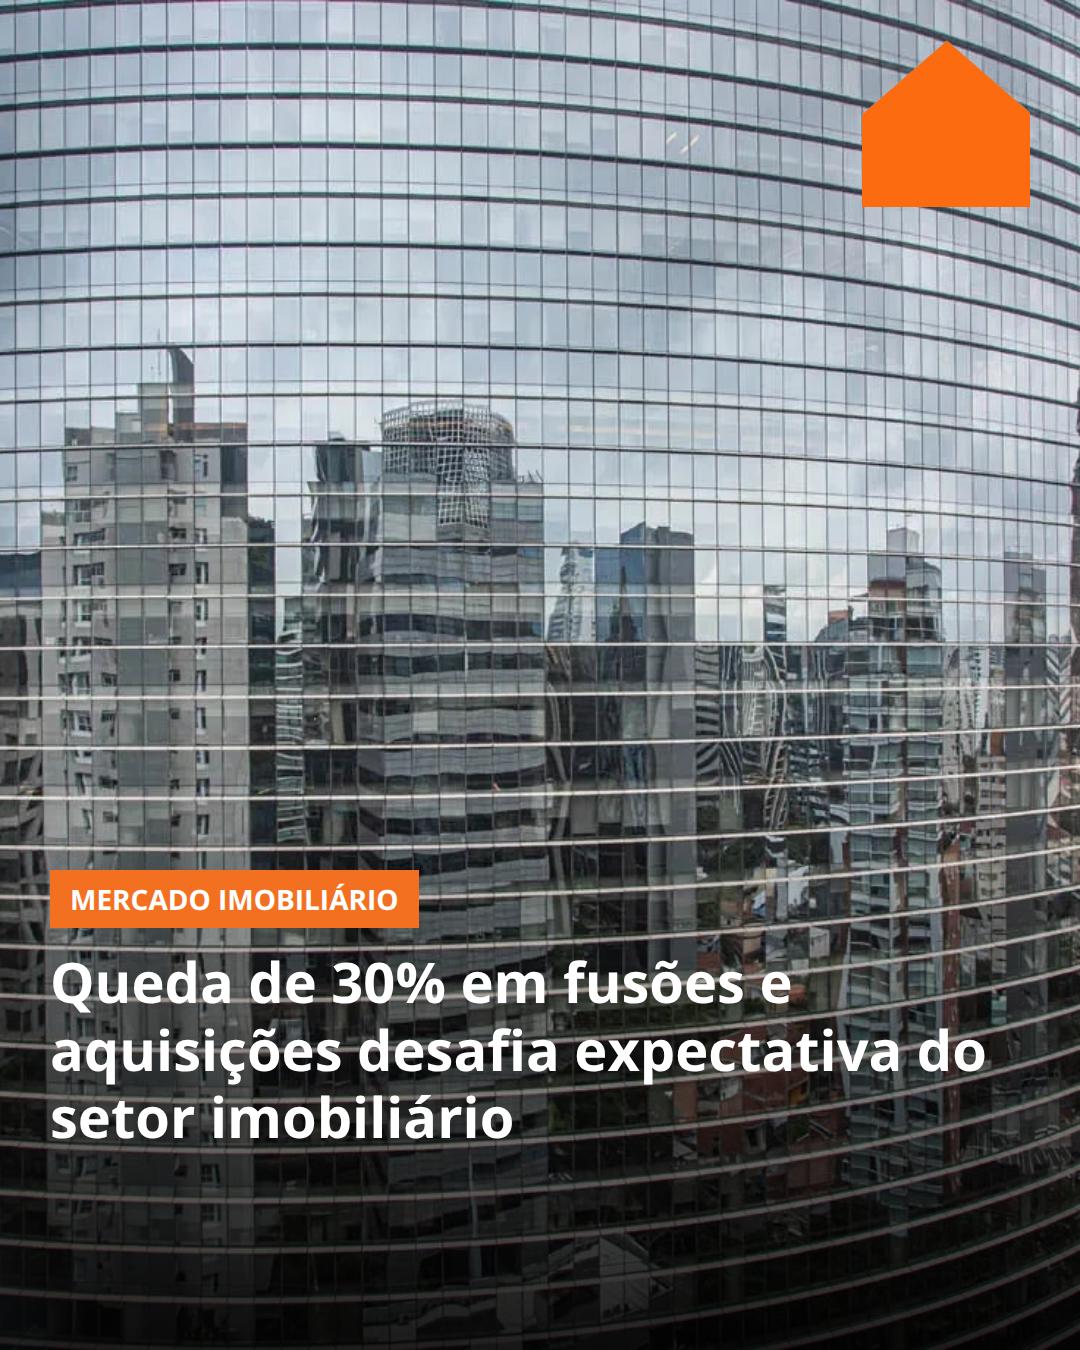 MERCADO IMOBILIÁRIO
Queda de 30% em fusões e
aquisições desafia expectativa do
setor imobiliário